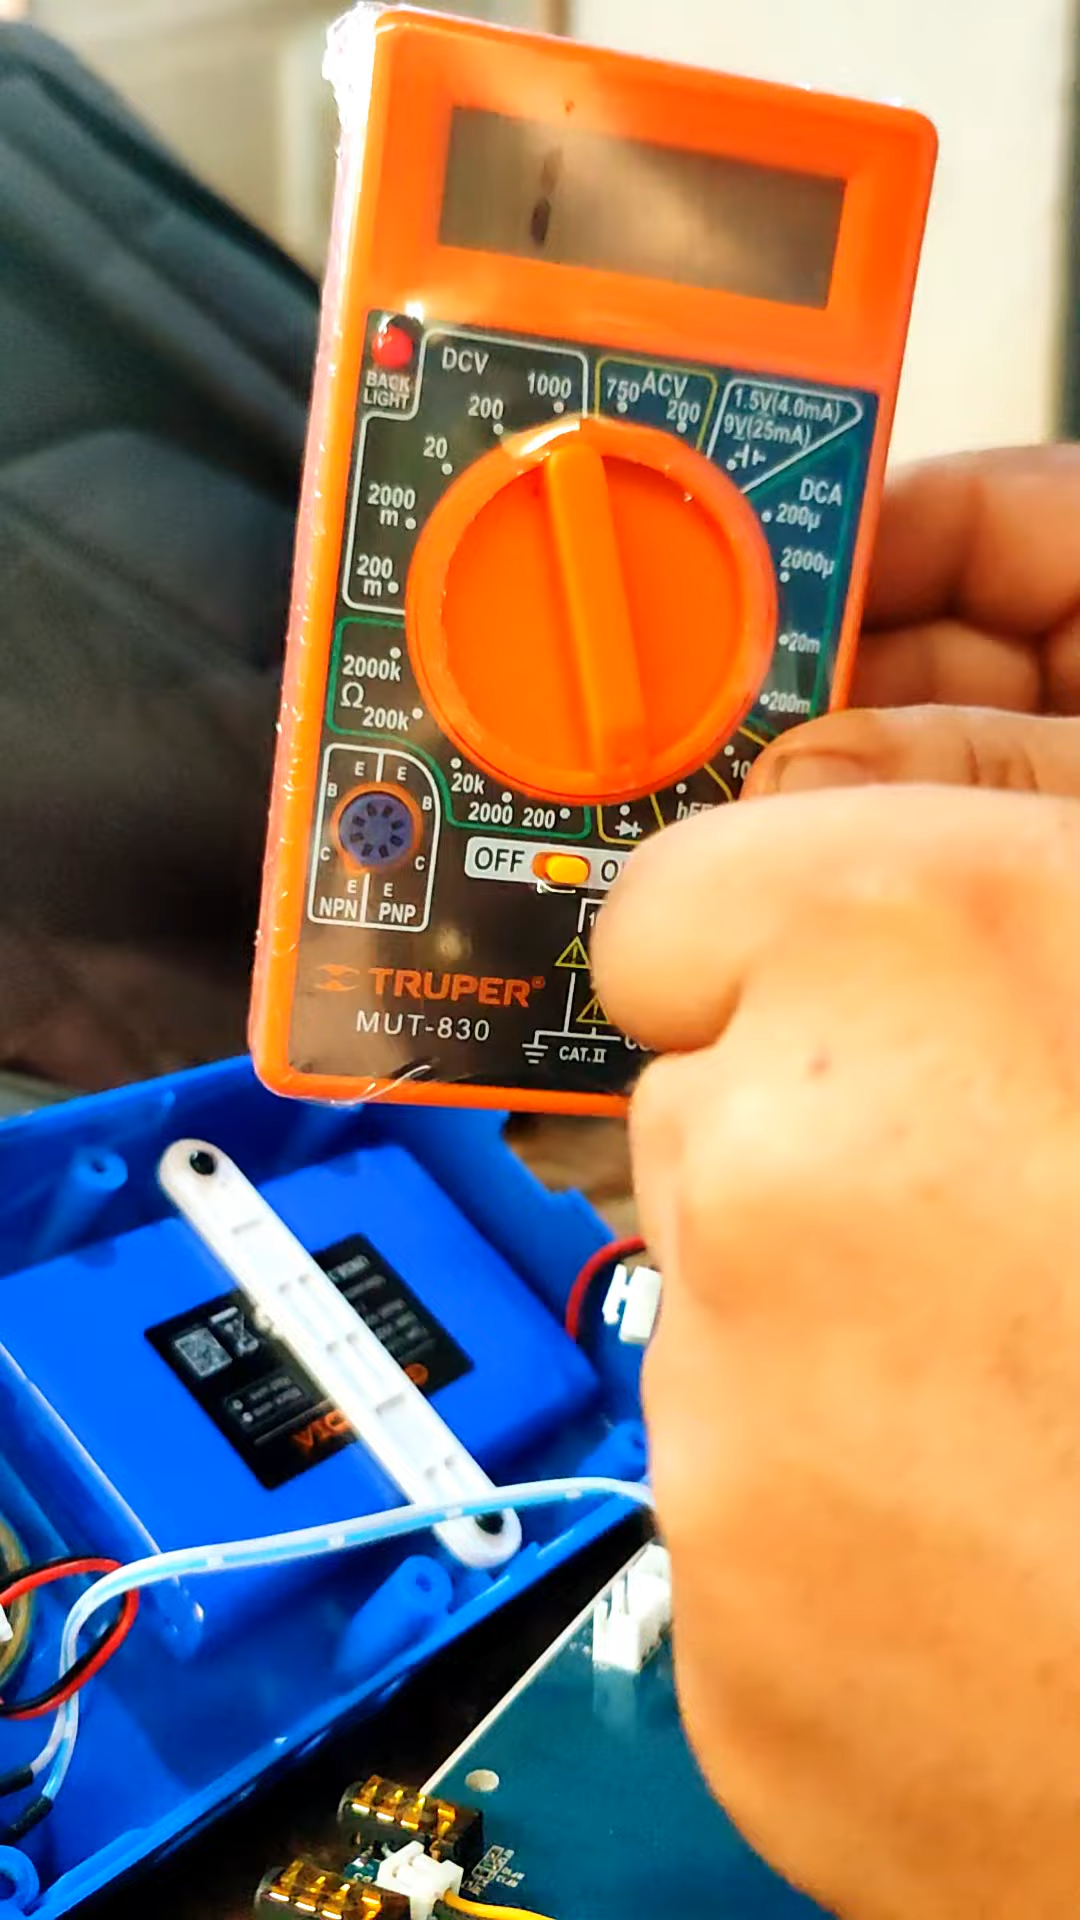 BACK
LIGHT
DCV
1000
200
20
2000
m
200
m
750 ACV
200
1.5V(4.0mA)
9V(25mA)
DCA
200µ
2000µ
20m
200m
2000k
Ω
200k
20k
2000 200
E E
B B
C C
E E
NPN PNP
OFF
TRUPER®
MUT-830
CAT.II